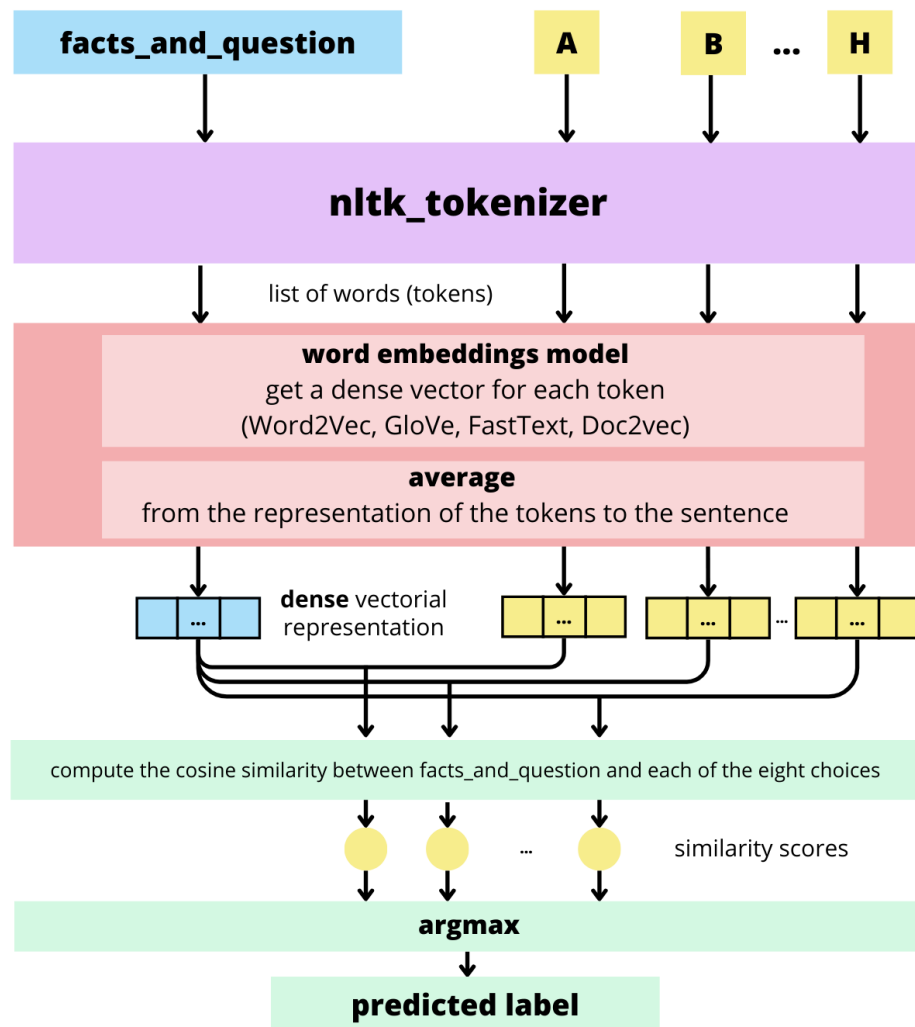 facts_and_question
A
B
...
H
nltk_tokenizer
list of words (tokens)
word embeddings model
get a dense vector for each token
(Word2Vec, GloVe, FastText, Doc2vec)
average
from the representation of the tokens to the sentence
...
dense vectorial
representation
...
...
...
...
compute the cosine similarity between facts_and_question and each of the eight choices
...
similarity scores
argmax
predicted label